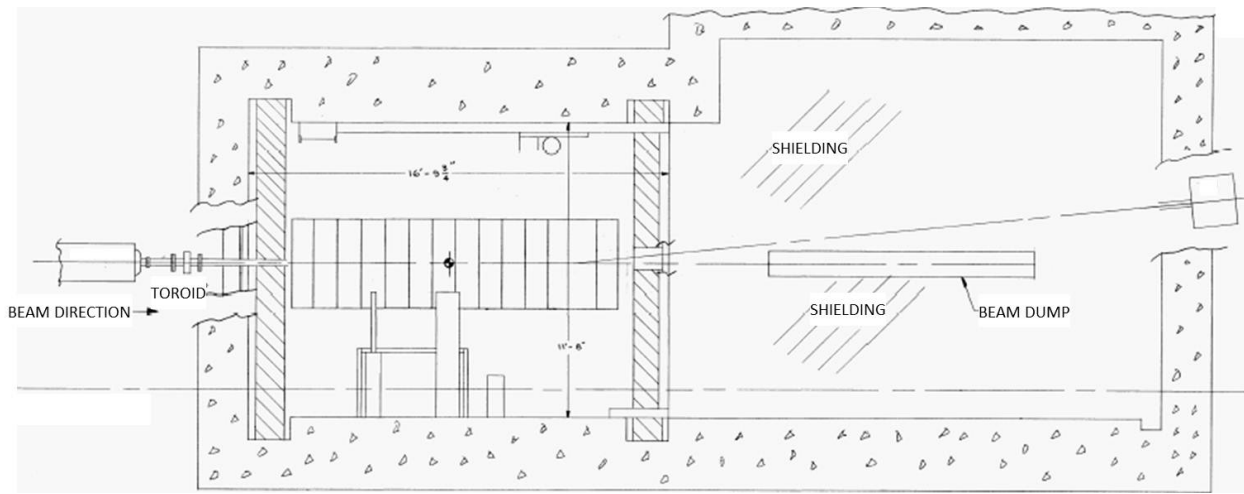 SHIELDING
16'-9 3/4"
TOROID
BEAM DIRECTION
SHIELDING
BEAM DUMP
11'-8"